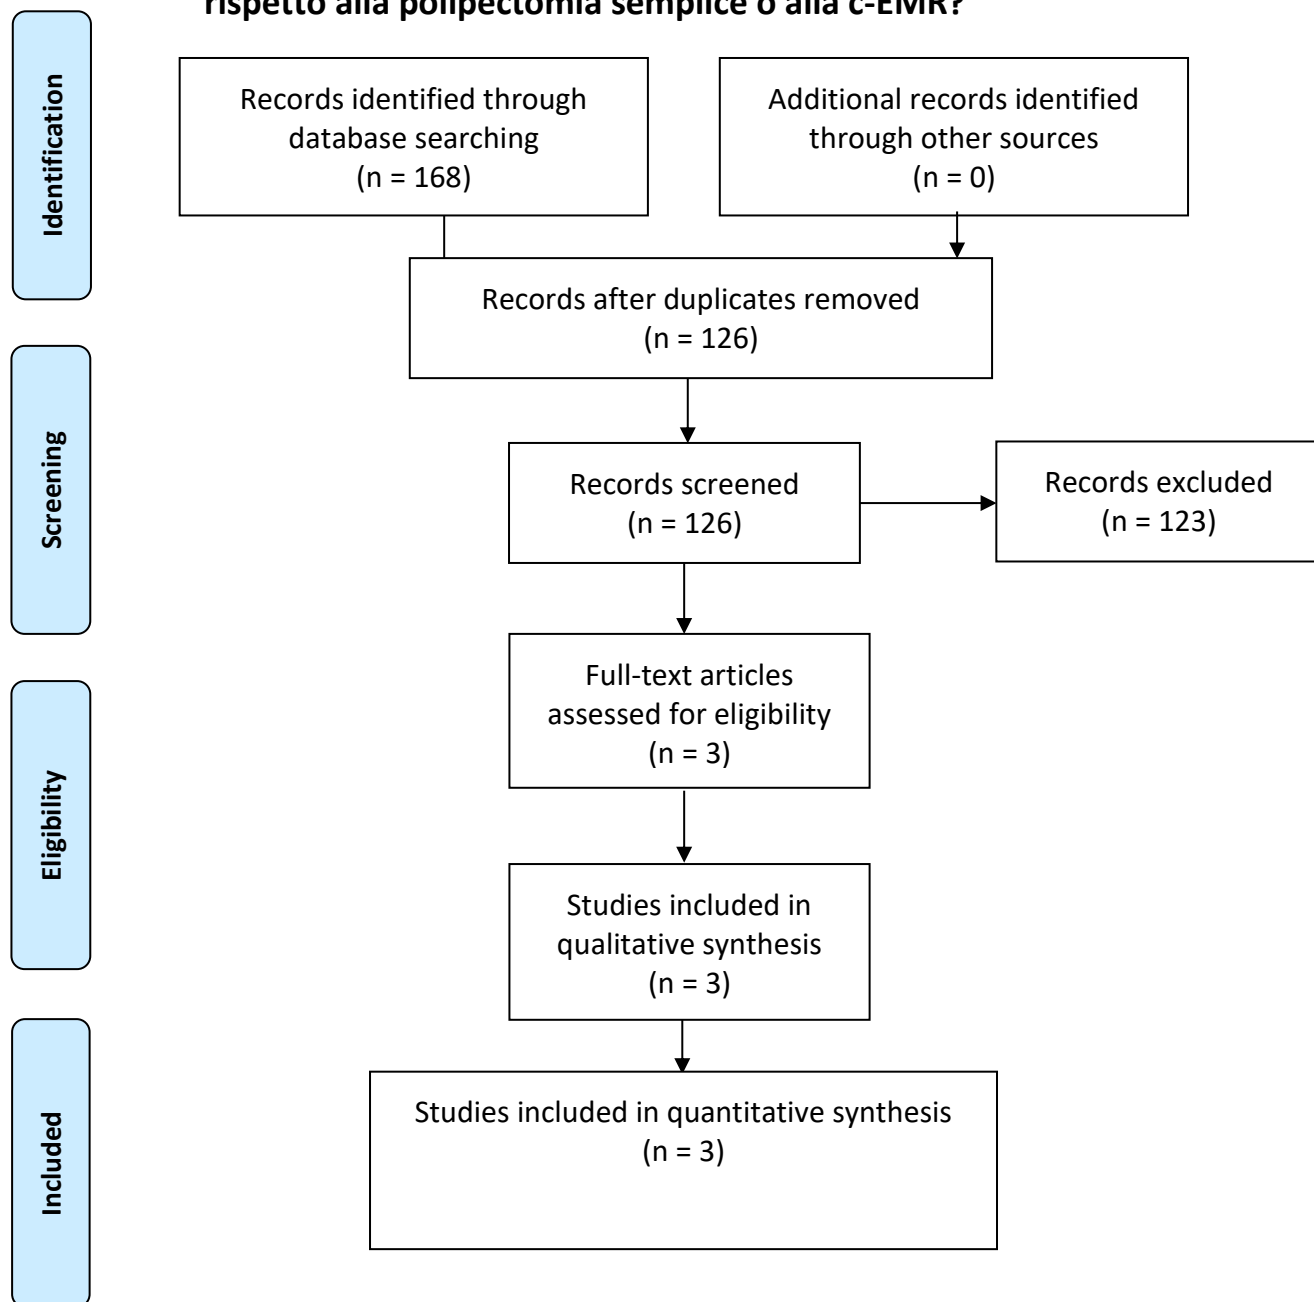 rispetto alla polipectomia semplice o alla c-EMR?
Identification
Records identified through
database searching
(n = 168)
Additional records identified
through other sources
(n = 0)
Records after duplicates removed
(n = 126)
Screening
Records screened
(n = 126)
Records excluded
(n = 123)
Full-text articles
assessed for eligibility
(n = 3)
Eligibility
Studies included in
qualitative synthesis
(n = 3)
Included
Studies included in quantitative synthesis
(n = 3)